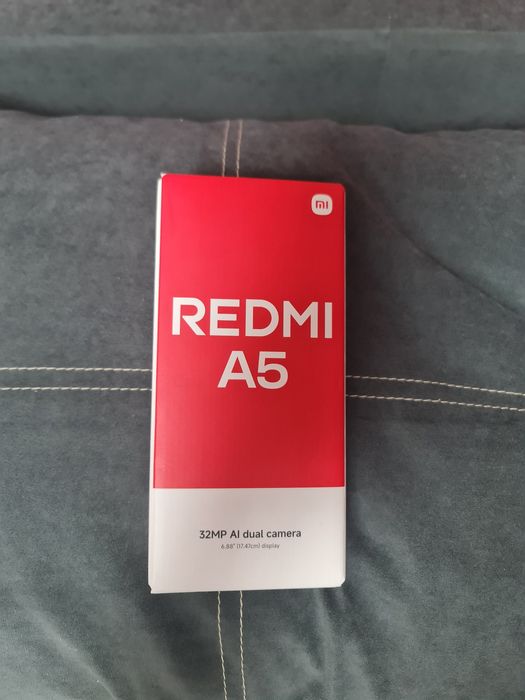 mi
REDMI
A5
32MP AI dual camera
6.88" (17.47cm) display